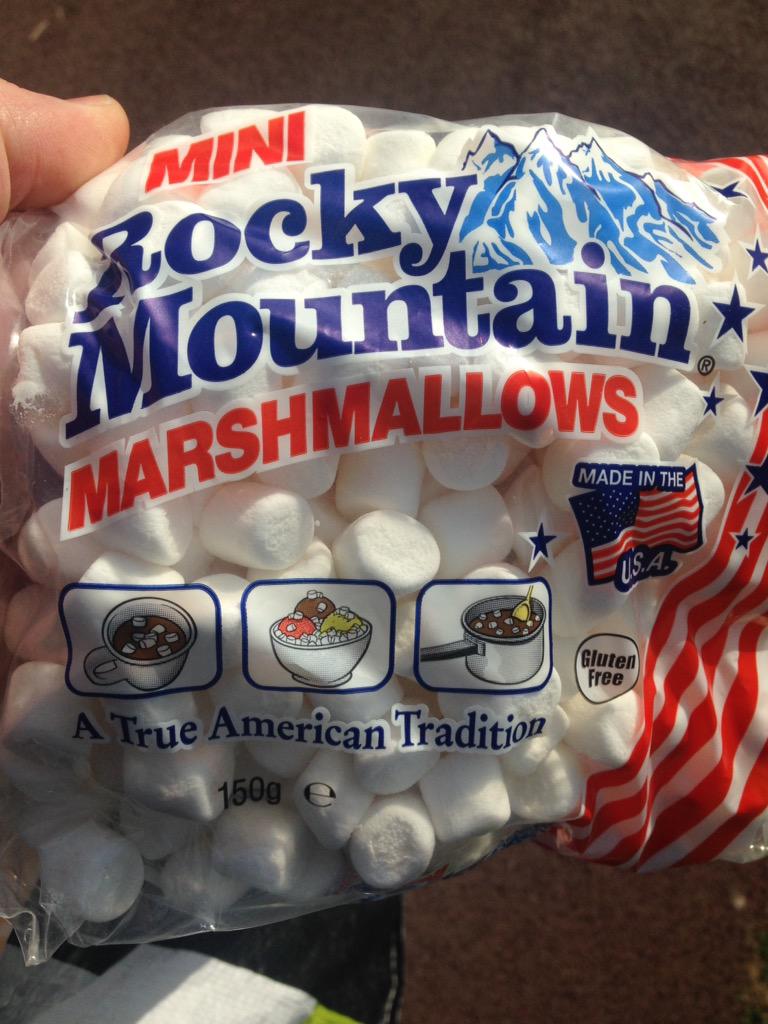 MINI
Rocky
Mountain®
MARSHMALLOWS
MADE IN THE
U.S.A.
Gluten
Free
A True American Tradition
150g ℮